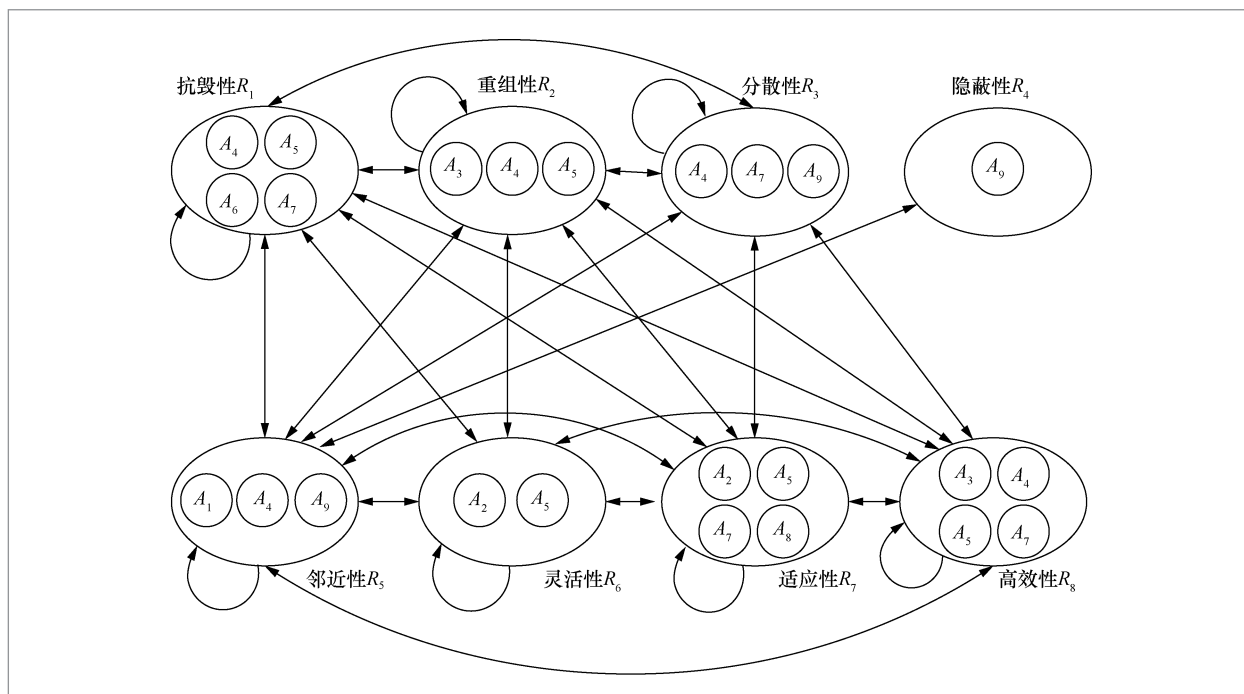 抗毁性R₁
重组性R₂
分散性R₃
隐蔽性R₄
A₄ A₅
A₆ A₇
A₃ A₄ A₅
A₄ A₇ A₉
A₉
A₁ A₄ A₉
A₂ A₅
A₂ A₅
A₇ A₈
A₃ A₄
A₅ A₇
邻近性R₅
灵活性R₆
适应性R₇
高效性R₈